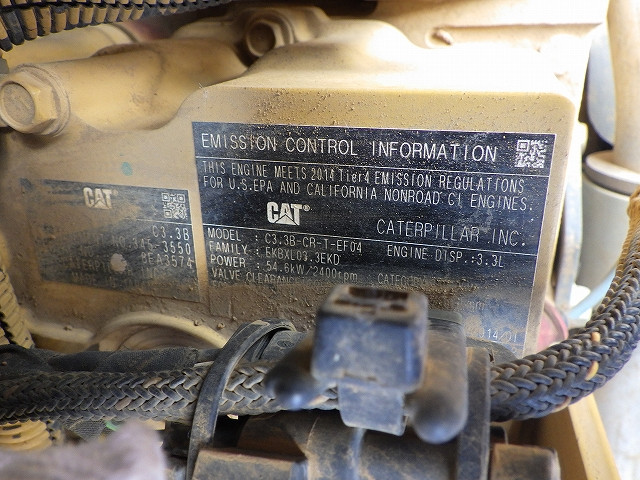 EMISSION CONTROL INFORMATION
THIS ENGINE MEETS 2014 Tier4 EMISSION REGULATIONS
FOR U.S.EPA AND CALIFORNIA NONROAD CI ENGINES.
CAT® CATERPILLAR INC.
MODEL : C3.3B-CR-T-EF04 ENGINE DISP.:3.3L
FAMILY : EKBXL03.3EKD
POWER : 54.6kW/2400rpm
VALVE CLEARANCE
CAT
C3.3B
3550
8EA3574